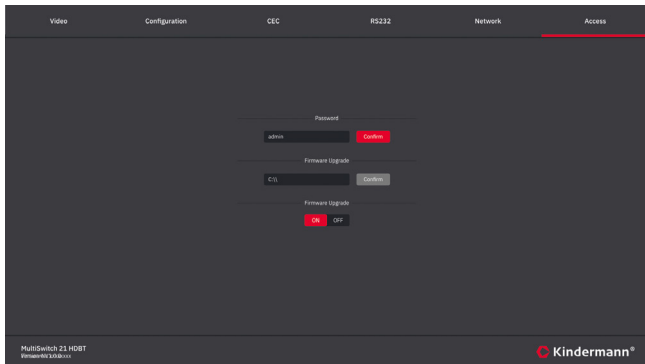 Video Configuration CEC RS232 Network Access
Password
admin Confirm
Firmware Upgrade
C:\\ Confirm
Firmware Upgrade
ON OFF
MultiSwitch 21 HDBT
Kindermann®